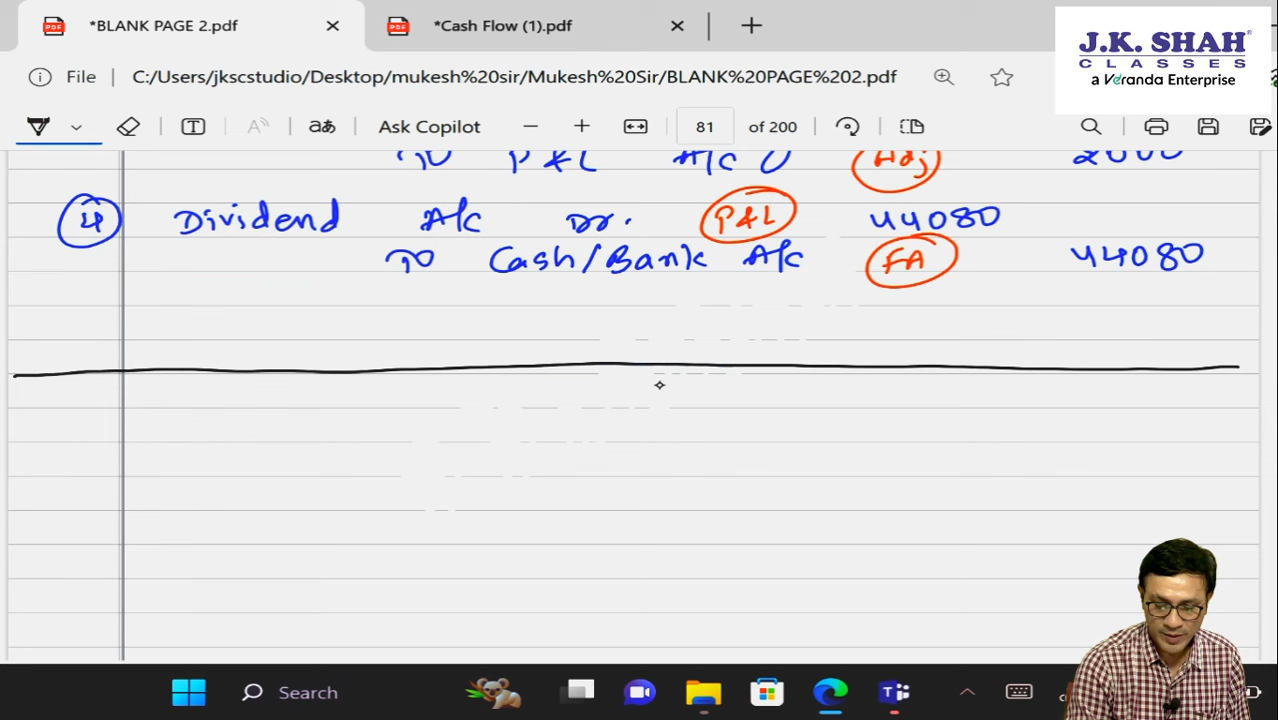 *BLANK PAGE 2.pdf
*Cash Flow (1).pdf
J.K. SHAH®
CLASSES
a Veranda Enterprise
File C:/Users/jkscstudio/Desktop/mukesh%20sir/Mukesh%20Sir/BLANK%20PAGE%202.pdf
Ask Copilot 81 of 200
To P&L A/c (Adj) 2000
4 Dividend A/c Dr. P&L 44080
To Cash/Bank A/c FA 44080
Search